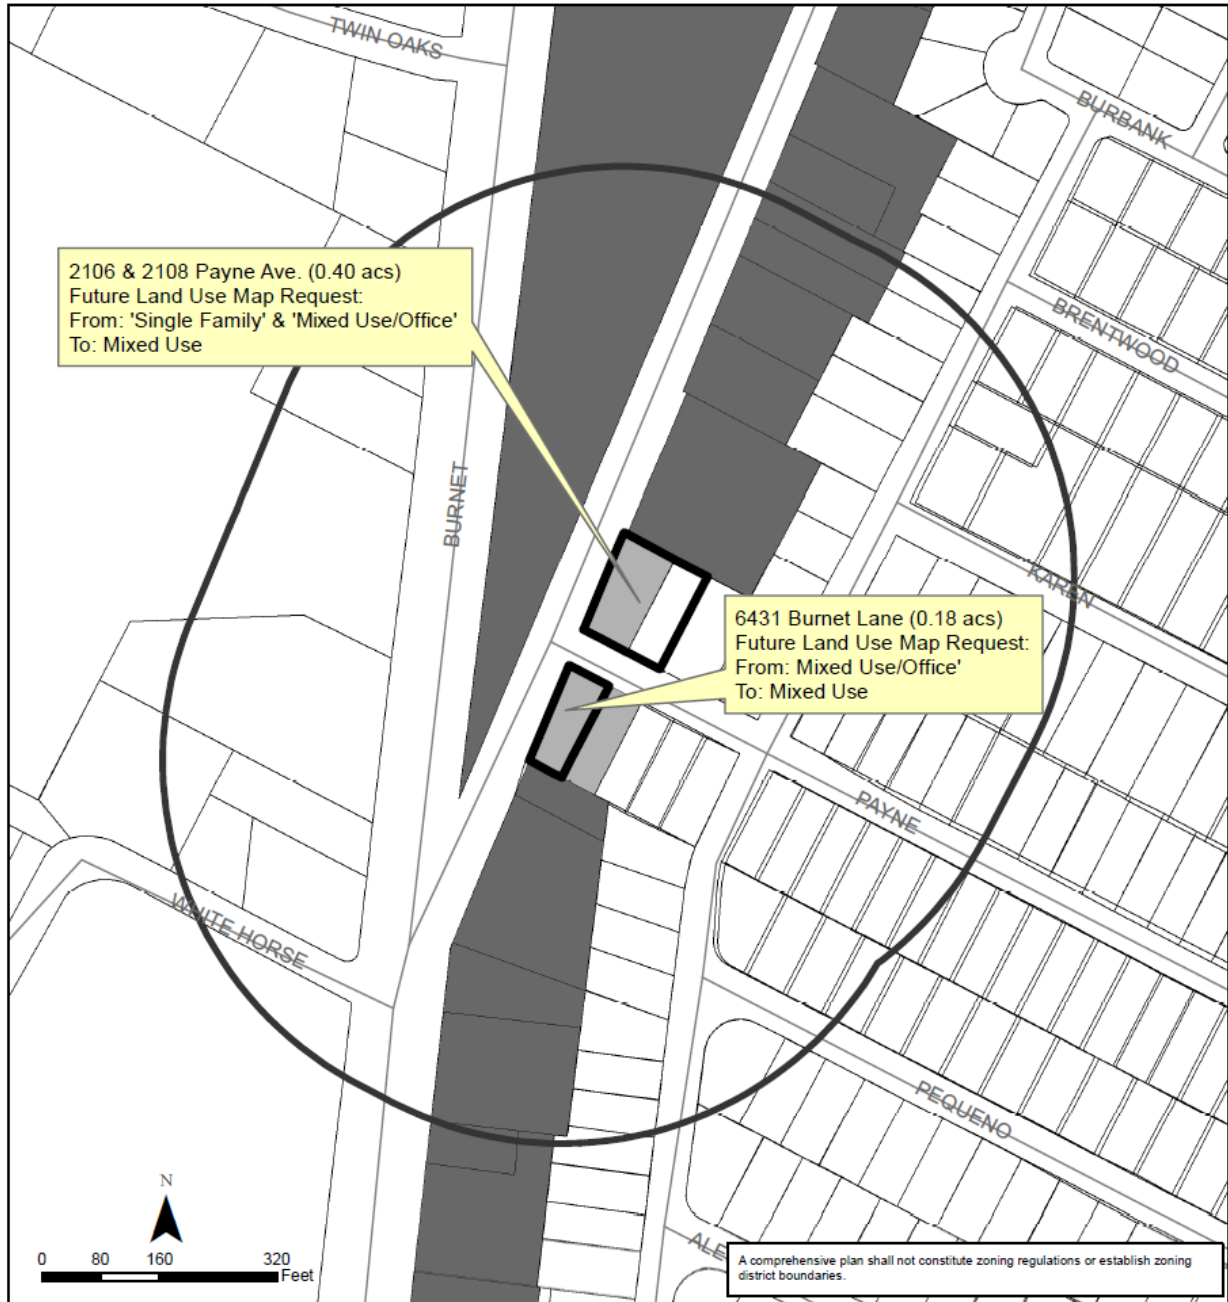 TWIN OAKS
BURBANK
2106 & 2108 Payne Ave. (0.40 acs)
Future Land Use Map Request:
From: 'Single Family' & 'Mixed Use/Office'
To: Mixed Use
BRENTWOOD
BURNET
KAREN
6431 Burnet Lane (0.18 acs)
Future Land Use Map Request:
From: Mixed Use/Office'
To: Mixed Use
PAYNE
WHITE HORSE
PEQUENO
N
0 80 160 320
Feet
ALE
A comprehensive plan shall not constitute zoning regulations or establish zoning
district boundaries.